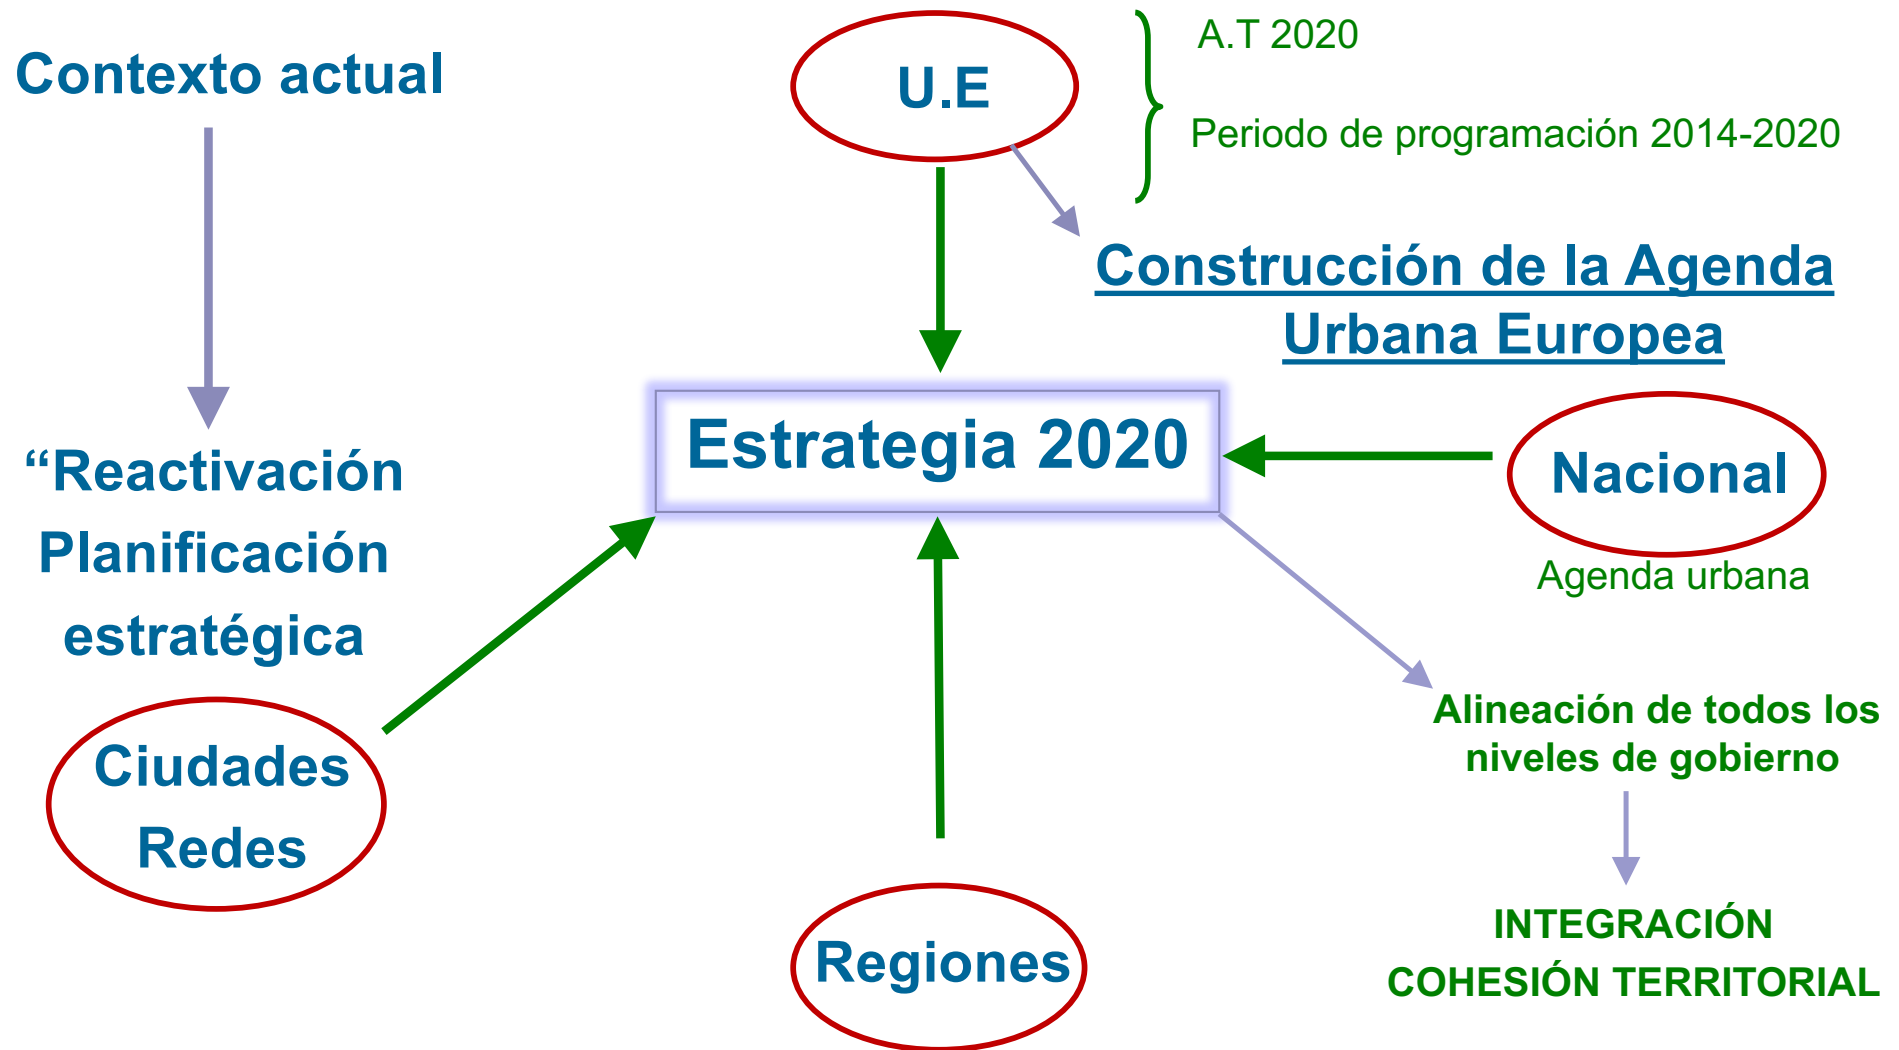 Contexto actual
U.E
A.T 2020
Periodo de programación 2014-2020
Construcción de la Agenda
Urbana Europea
Estrategia 2020
Nacional
Agenda urbana
“Reactivación
Planificación
estratégica
Ciudades
Redes
Regiones
Alineación de todos los
niveles de gobierno
INTEGRACIÓN
COHESIÓN TERRITORIAL